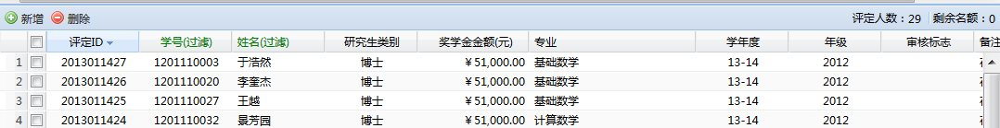 新增 删除 评定人数：29 剩余名额：0
评定ID 学号(过滤) 姓名(过滤) 研究生类别 奖学金金额(元) 专业 学年度 年级 审核标志 备注
1 2013011427 1201110003 于浩然 博士 ￥51,000.00 基础数学 13-14 2012
2 2013011426 1201110020 李奎杰 博士 ￥51,000.00 基础数学 13-14 2012
3 2013011425 1201110027 王越 博士 ￥51,000.00 基础数学 13-14 2012
4 2013011424 1201110032 景芳园 博士 ￥51,000.00 计算数学 13-14 2012